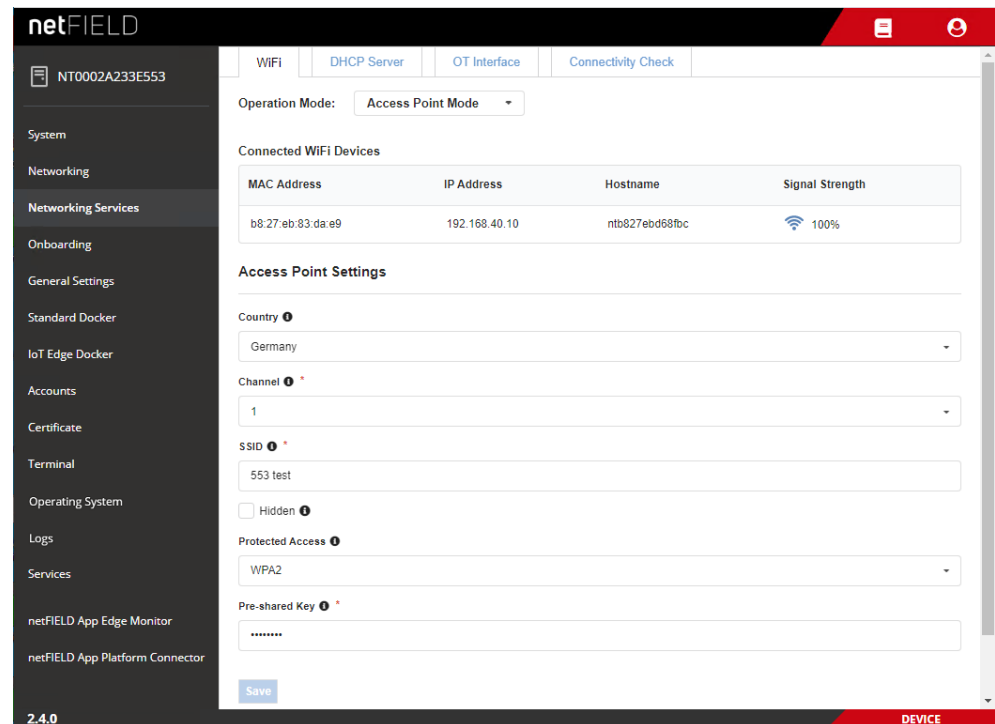 netFIELD
NT0002A233E553
System
Networking
Networking Services
Onboarding
General Settings
Standard Docker
IoT Edge Docker
Accounts
Certificate
Terminal
Operating System
Logs
Services
netFIELD App Edge Monitor
netFIELD App Platform Connector
2.4.0
WiFi DHCP Server OT Interface Connectivity Check
Operation Mode: Access Point Mode
Connected WiFi Devices
MAC Address IP Address Hostname Signal Strength
b8:27:eb:83:da:e9 192.168.40.10 ntb827ebd68fbc 100%
Access Point Settings
Country
Germany
Channel *
1
SSID *
553 test
Hidden
Protected Access
WPA2
Pre-shared Key *
••••••••
Save
DEVICE